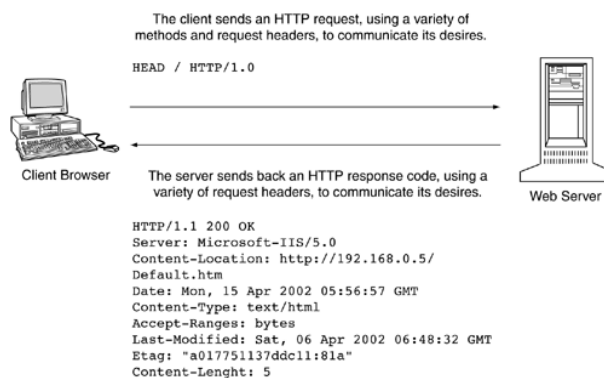 The client sends an HTTP request, using a variety of
methods and request headers, to communicate its desires.
HEAD / HTTP/1.0
Client Browser
Web Server
The server sends back an HTTP response code, using a
variety of request headers, to communicate its desires.
HTTP/1.1 200 OK
Server: Microsoft-IIS/5.0
Content-Location: http://192.168.0.5/
Default.htm
Date: Mon, 15 Apr 2002 05:56:57 GMT
Content-Type: text/html
Accept-Ranges: bytes
Last-Modified: Sat, 06 Apr 2002 06:48:32 GMT
Etag: "a017751137ddc11:81a"
Content-Lenght: 5